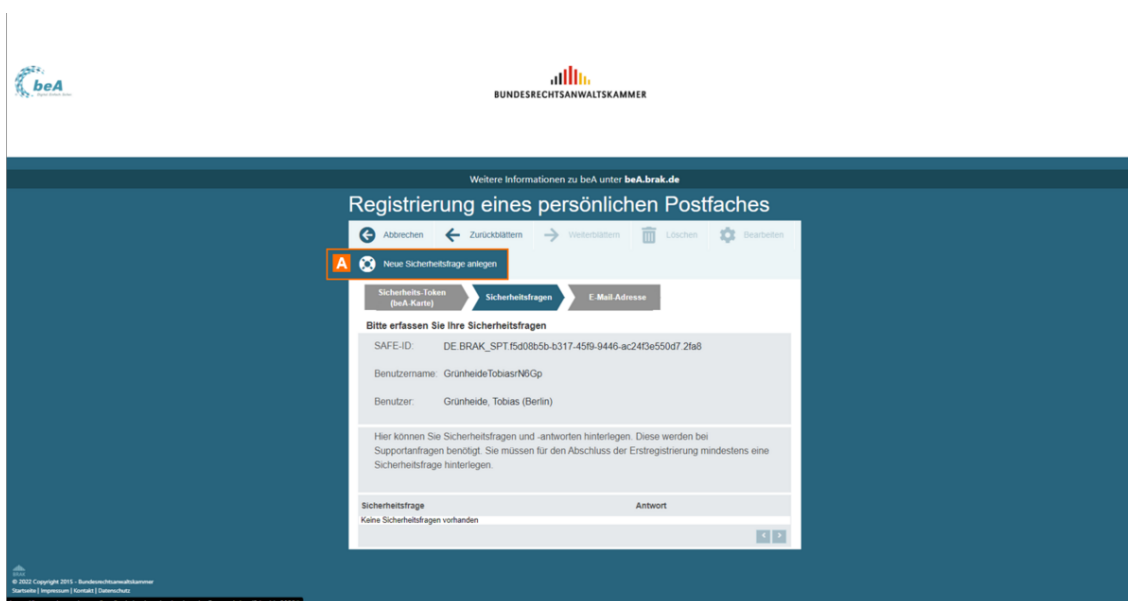 beA
BUNDESRECHTSANWALTSKAMMER
Weitere Informationen zu beA unter beA.brak.de
Registrierung eines persönlichen Postfaches
Abbrechen Zurückblättern Weiterblättern Löschen Bearbeiten
A Neue Sicherheitsfrage anlegen
Sicherheits-Token
(beA-Karte)
Sicherheitsfragen
E-Mail-Adresse
Bitte erfassen Sie Ihre Sicherheitsfragen
SAFE-ID: DE.BRAK_SPT.f5d08b5b-b317-45f9-9446-ac24f3e550d7.2fa8
Benutzername: GrünheideTobiasrN6Gp
Benutzer: Grünheide, Tobias (Berlin)
Hier können Sie Sicherheitsfragen und -antworten hinterlegen. Diese werden bei
Supportanfragen benötigt. Sie müssen für den Abschluss der Erstregistrierung mindestens eine
Sicherheitsfrage hinterlegen.
Sicherheitsfrage Antwort
Keine Sicherheitsfragen vorhanden
© 2022 Copyright 2015 - Bundesrechtsanwaltskammer
Startseite | Impressum | Kontakt | Datenschutz